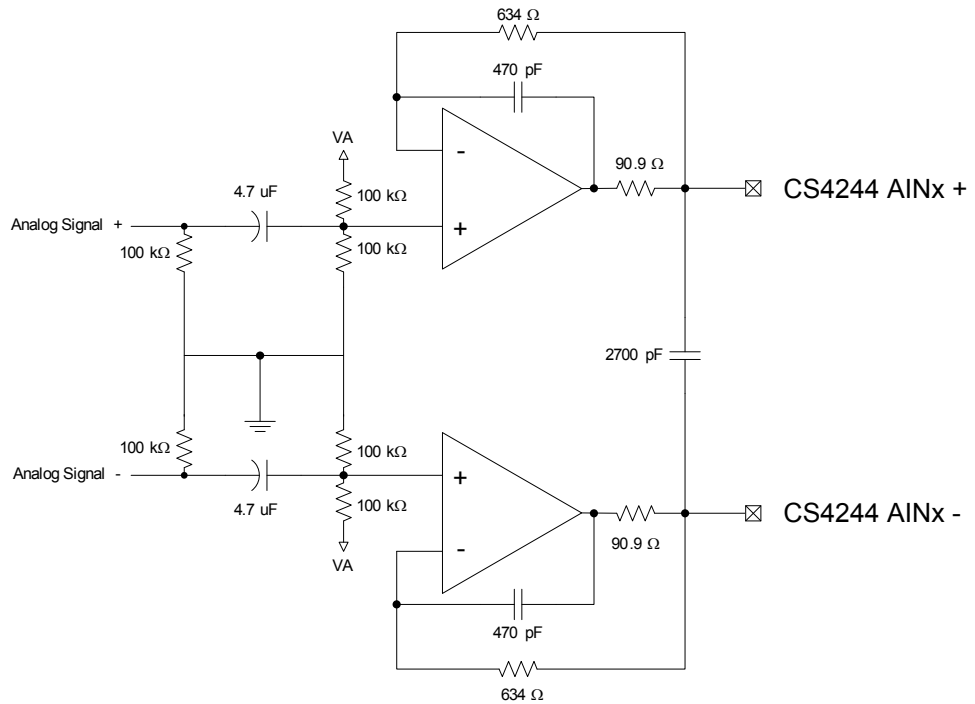 634 Ω
470 pF
VA
-
90.9 Ω
4.7 uF
100 kΩ
CS4244 AINx +
Analog Signal +
+
100 kΩ
100 kΩ
2700 pF
100 kΩ
100 kΩ
Analog Signal -
+
4.7 uF
100 kΩ
CS4244 AINx -
90.9 Ω
-
VA
470 pF
634 Ω